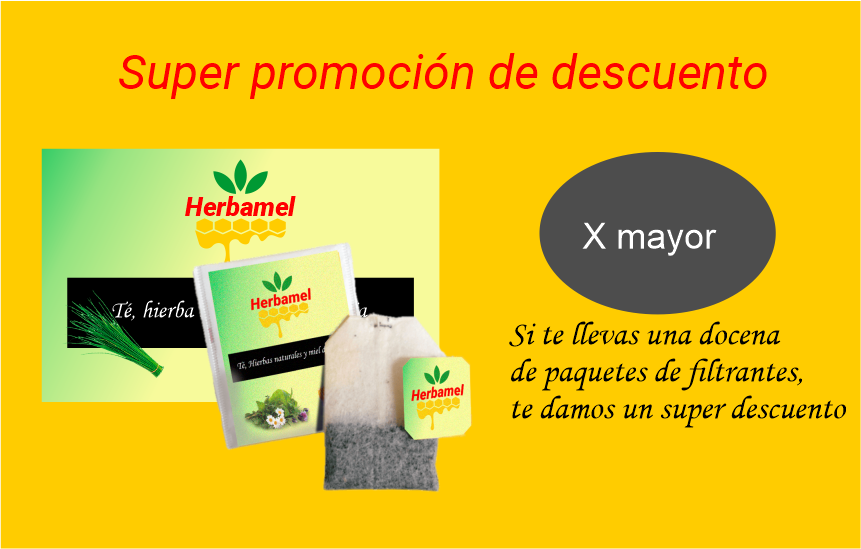 Super promoción de descuento
Herbamel
Té, hierba
Herbamel
Té, Hierbas naturales y miel d
Herbamel
X mayor
Si te llevas una docena
de paquetes de filtrantes,
te damos un super descuento